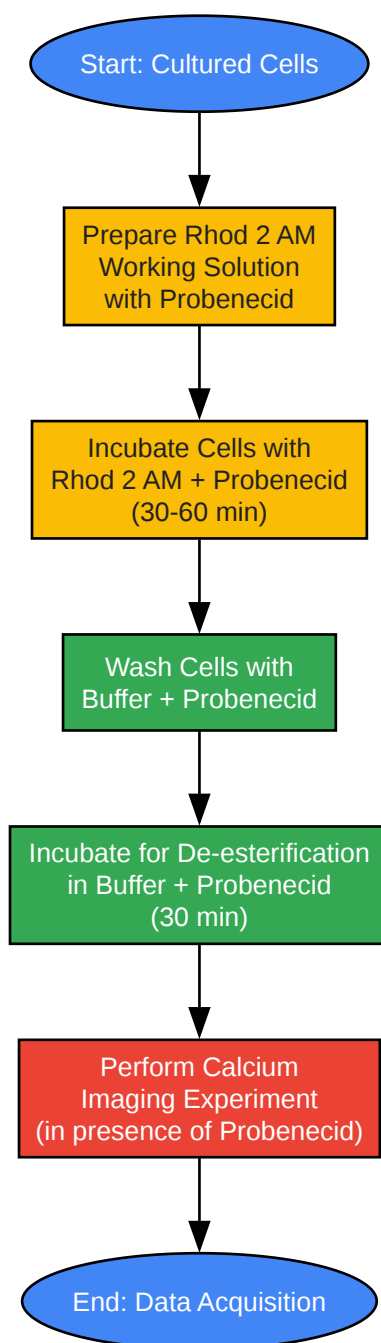 Start: Cultured Cells
Prepare Rhod 2 AM
Working Solution
with Probenecid
Incubate Cells with
Rhod 2 AM + Probenecid
(30-60 min)
Wash Cells with
Buffer + Probenecid
Incubate for De-esterification
in Buffer + Probenecid
(30 min)
Perform Calcium
Imaging Experiment
(in presence of Probenecid)
End: Data Acquisition